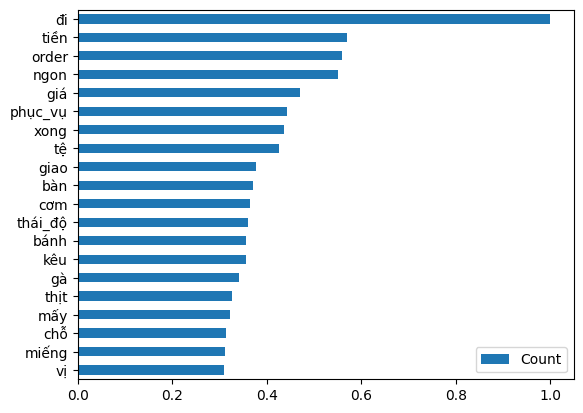 đi
tiền
order
ngon
giá
phục_vụ
xong
tệ
giao
bàn
cơm
thái_độ
bánh
kêu
gà
thịt
mấy
chỗ
miếng
vị
Count
0.0 0.2 0.4 0.6 0.8 1.0